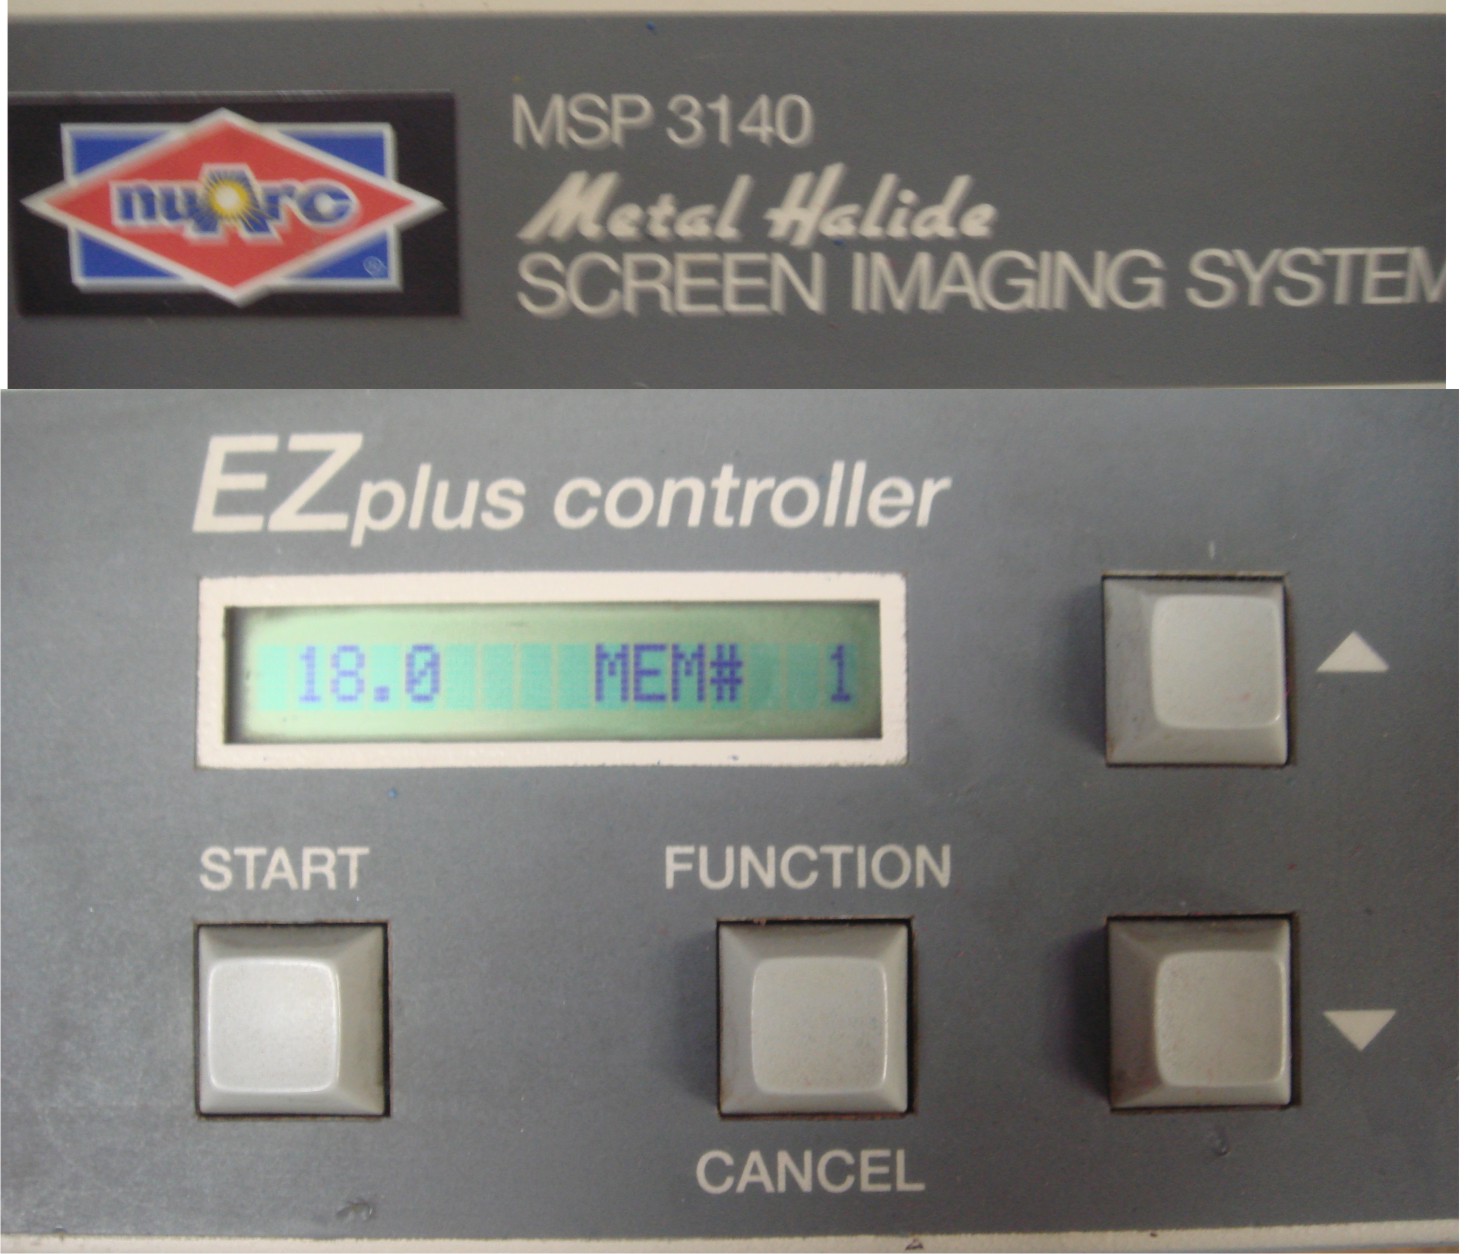 nuArc
®
MSP 3140
Metal Halide
SCREEN IMAGING SYSTEM
EZplus controller
18.0 MEM# 1
START
FUNCTION
CANCEL